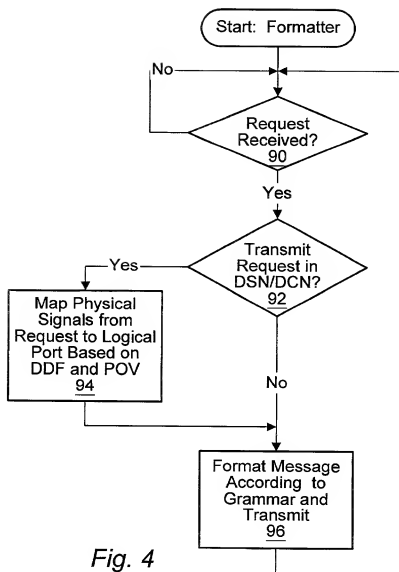 Start: Formatter
No
Request
Received?
90
Yes
Transmit
Request in
DSN/DCN?
92
Yes
Map Physical
Signals from
Request to Logical
Port Based on
DDF and POV
94
No
Format Message
According to
Grammar and
Transmit
96
Fig. 4